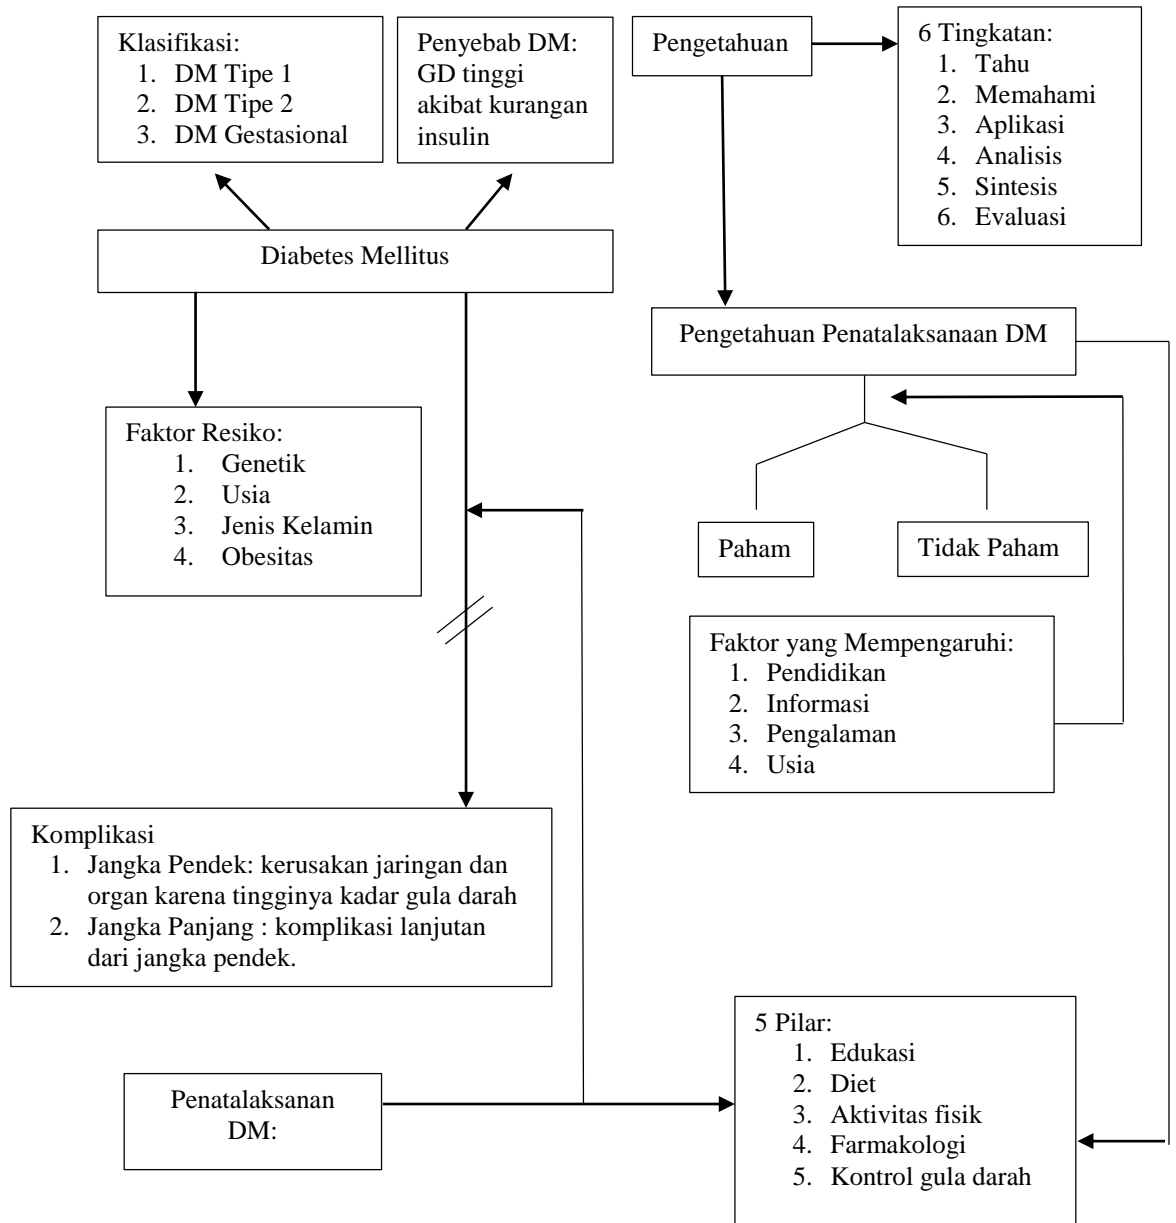 Klasifikasi:
1. DM Tipe 1
2. DM Tipe 2
3. DM Gestasional
Penyebab DM:
GD tinggi
akibat kurangan
insulin
Pengetahuan
6 Tingkatan:
1. Tahu
2. Memahami
3. Aplikasi
4. Analisis
5. Sintesis
6. Evaluasi
Diabetes Mellitus
Pengetahuan Penatalaksanaan DM
Faktor Resiko:
1. Genetik
2. Usia
3. Jenis Kelamin
4. Obesitas
Paham
Tidak Paham
Faktor yang Mempengaruhi:
1. Pendidikan
2. Informasi
3. Pengalaman
4. Usia
Komplikasi
1. Jangka Pendek: kerusakan jaringan dan
organ karena tingginya kadar gula darah
2. Jangka Panjang : komplikasi lanjutan
dari jangka pendek.
Penatalaksanan
DM:
5 Pilar:
1. Edukasi
2. Diet
3. Aktivitas fisik
4. Farmakologi
5. Kontrol gula darah